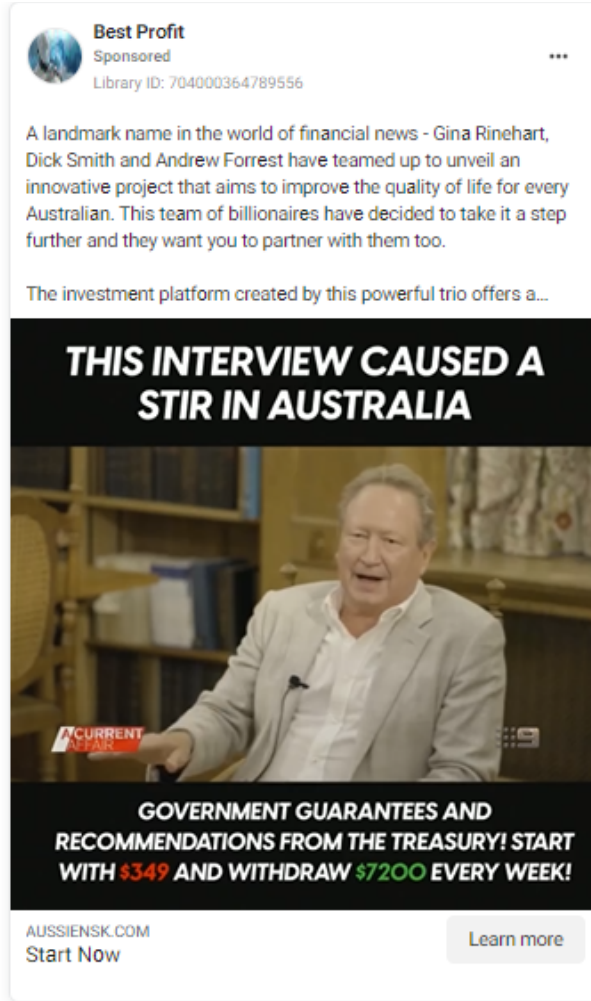 Best Profit
Sponsored
Library ID: 704000364789556
A landmark name in the world of financial news - Gina Rinehart,
Dick Smith and Andrew Forrest have teamed up to unveil an
innovative project that aims to improve the quality of life for every
Australian. This team of billionaires have decided to take it a step
further and they want you to partner with them too.
The investment platform created by this powerful trio offers a...
THIS INTERVIEW CAUSED A
STIR IN AUSTRALIA
A CURRENT
AFFAIR
9
GOVERNMENT GUARANTEES AND
RECOMMENDATIONS FROM THE TREASURY! START
WITH $349 AND WITHDRAW $7200 EVERY WEEK!
AUSSIENSK.COM
Start Now
Learn more